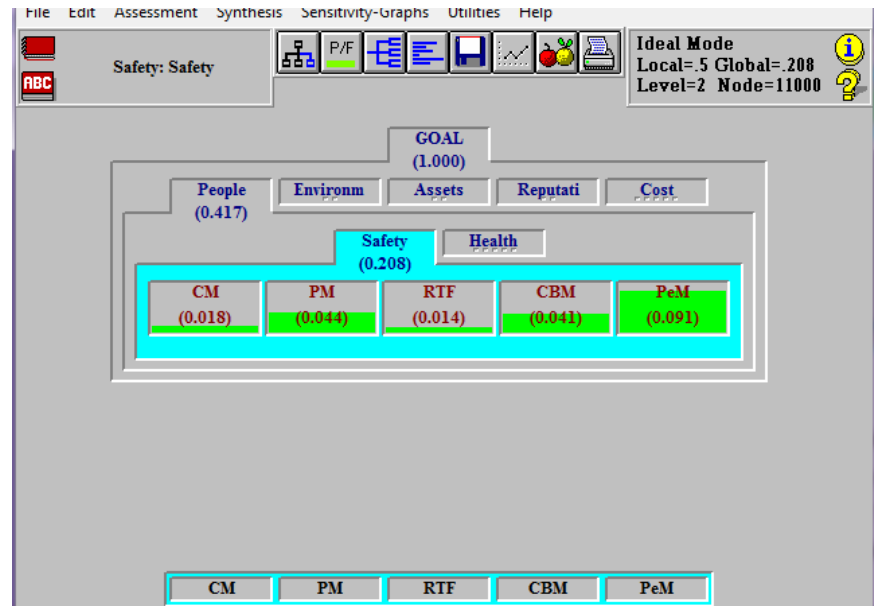 File Edit Assessment Synthesis Sensitivity-Graphs Utilities Help
Safety: Safety
ABC
P/F
Ideal Mode
Local=.5 Global=.208
Level=2 Node=11000
i
?
GOAL
(1.000)
People Environm Assets Reputati Cost
(0.417)
Safety Health
(0.208)
CM PM RTF CBM PeM
(0.018) (0.044) (0.014) (0.041) (0.091)
CM PM RTF CBM PeM